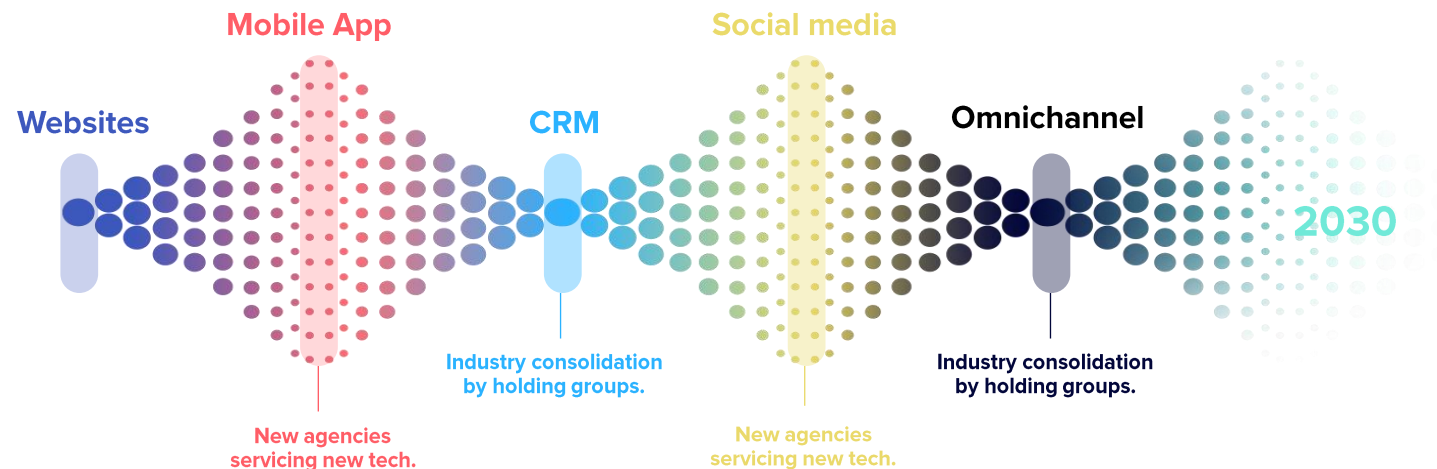 Mobile App
Social media
Websites
CRM
Omnichannel
2030
Industry consolidation
by holding groups.
Industry consolidation
by holding groups.
New agencies
servicing new tech.
New agencies
servicing new tech.